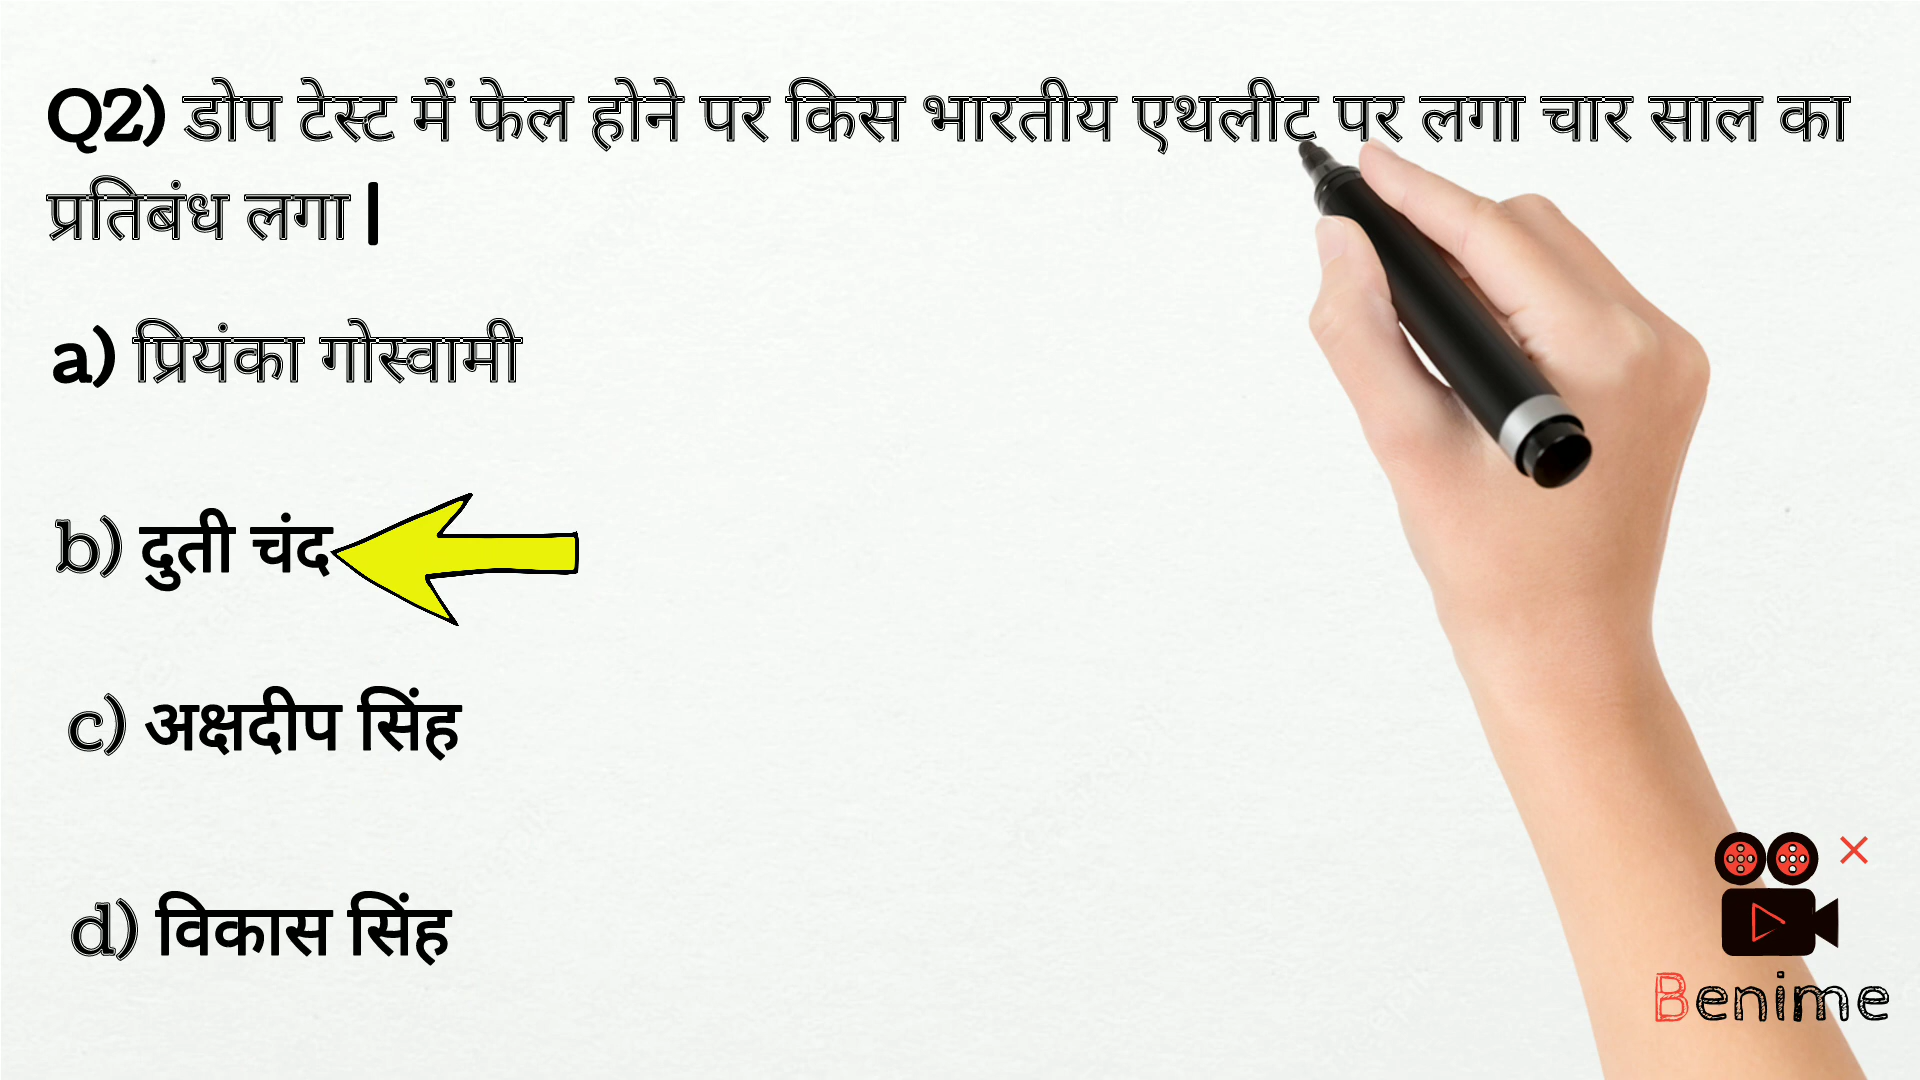 Q2) डोप टेस्ट में फेल होने पर किस भारतीय एथलीट पर लगा चार साल का
प्रतिबंध लगा |
a) प्रियंका गोस्वामी
b) दुती चंद
c) अक्षदीप सिंह
d) विकास सिंह
Benime